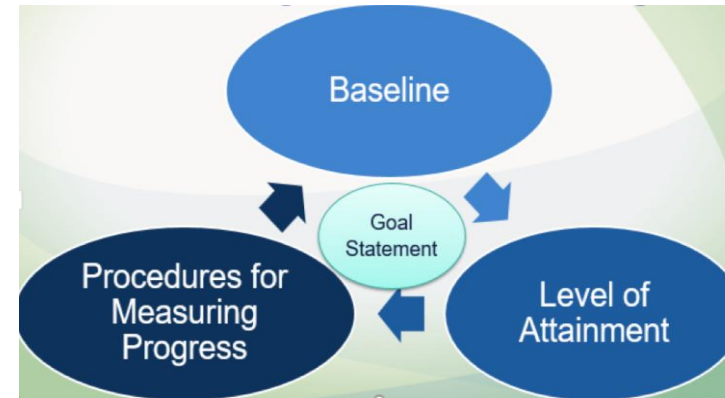 Baseline
Goal
Statement
Procedures for
Measuring
Progress
Level of
Attainment